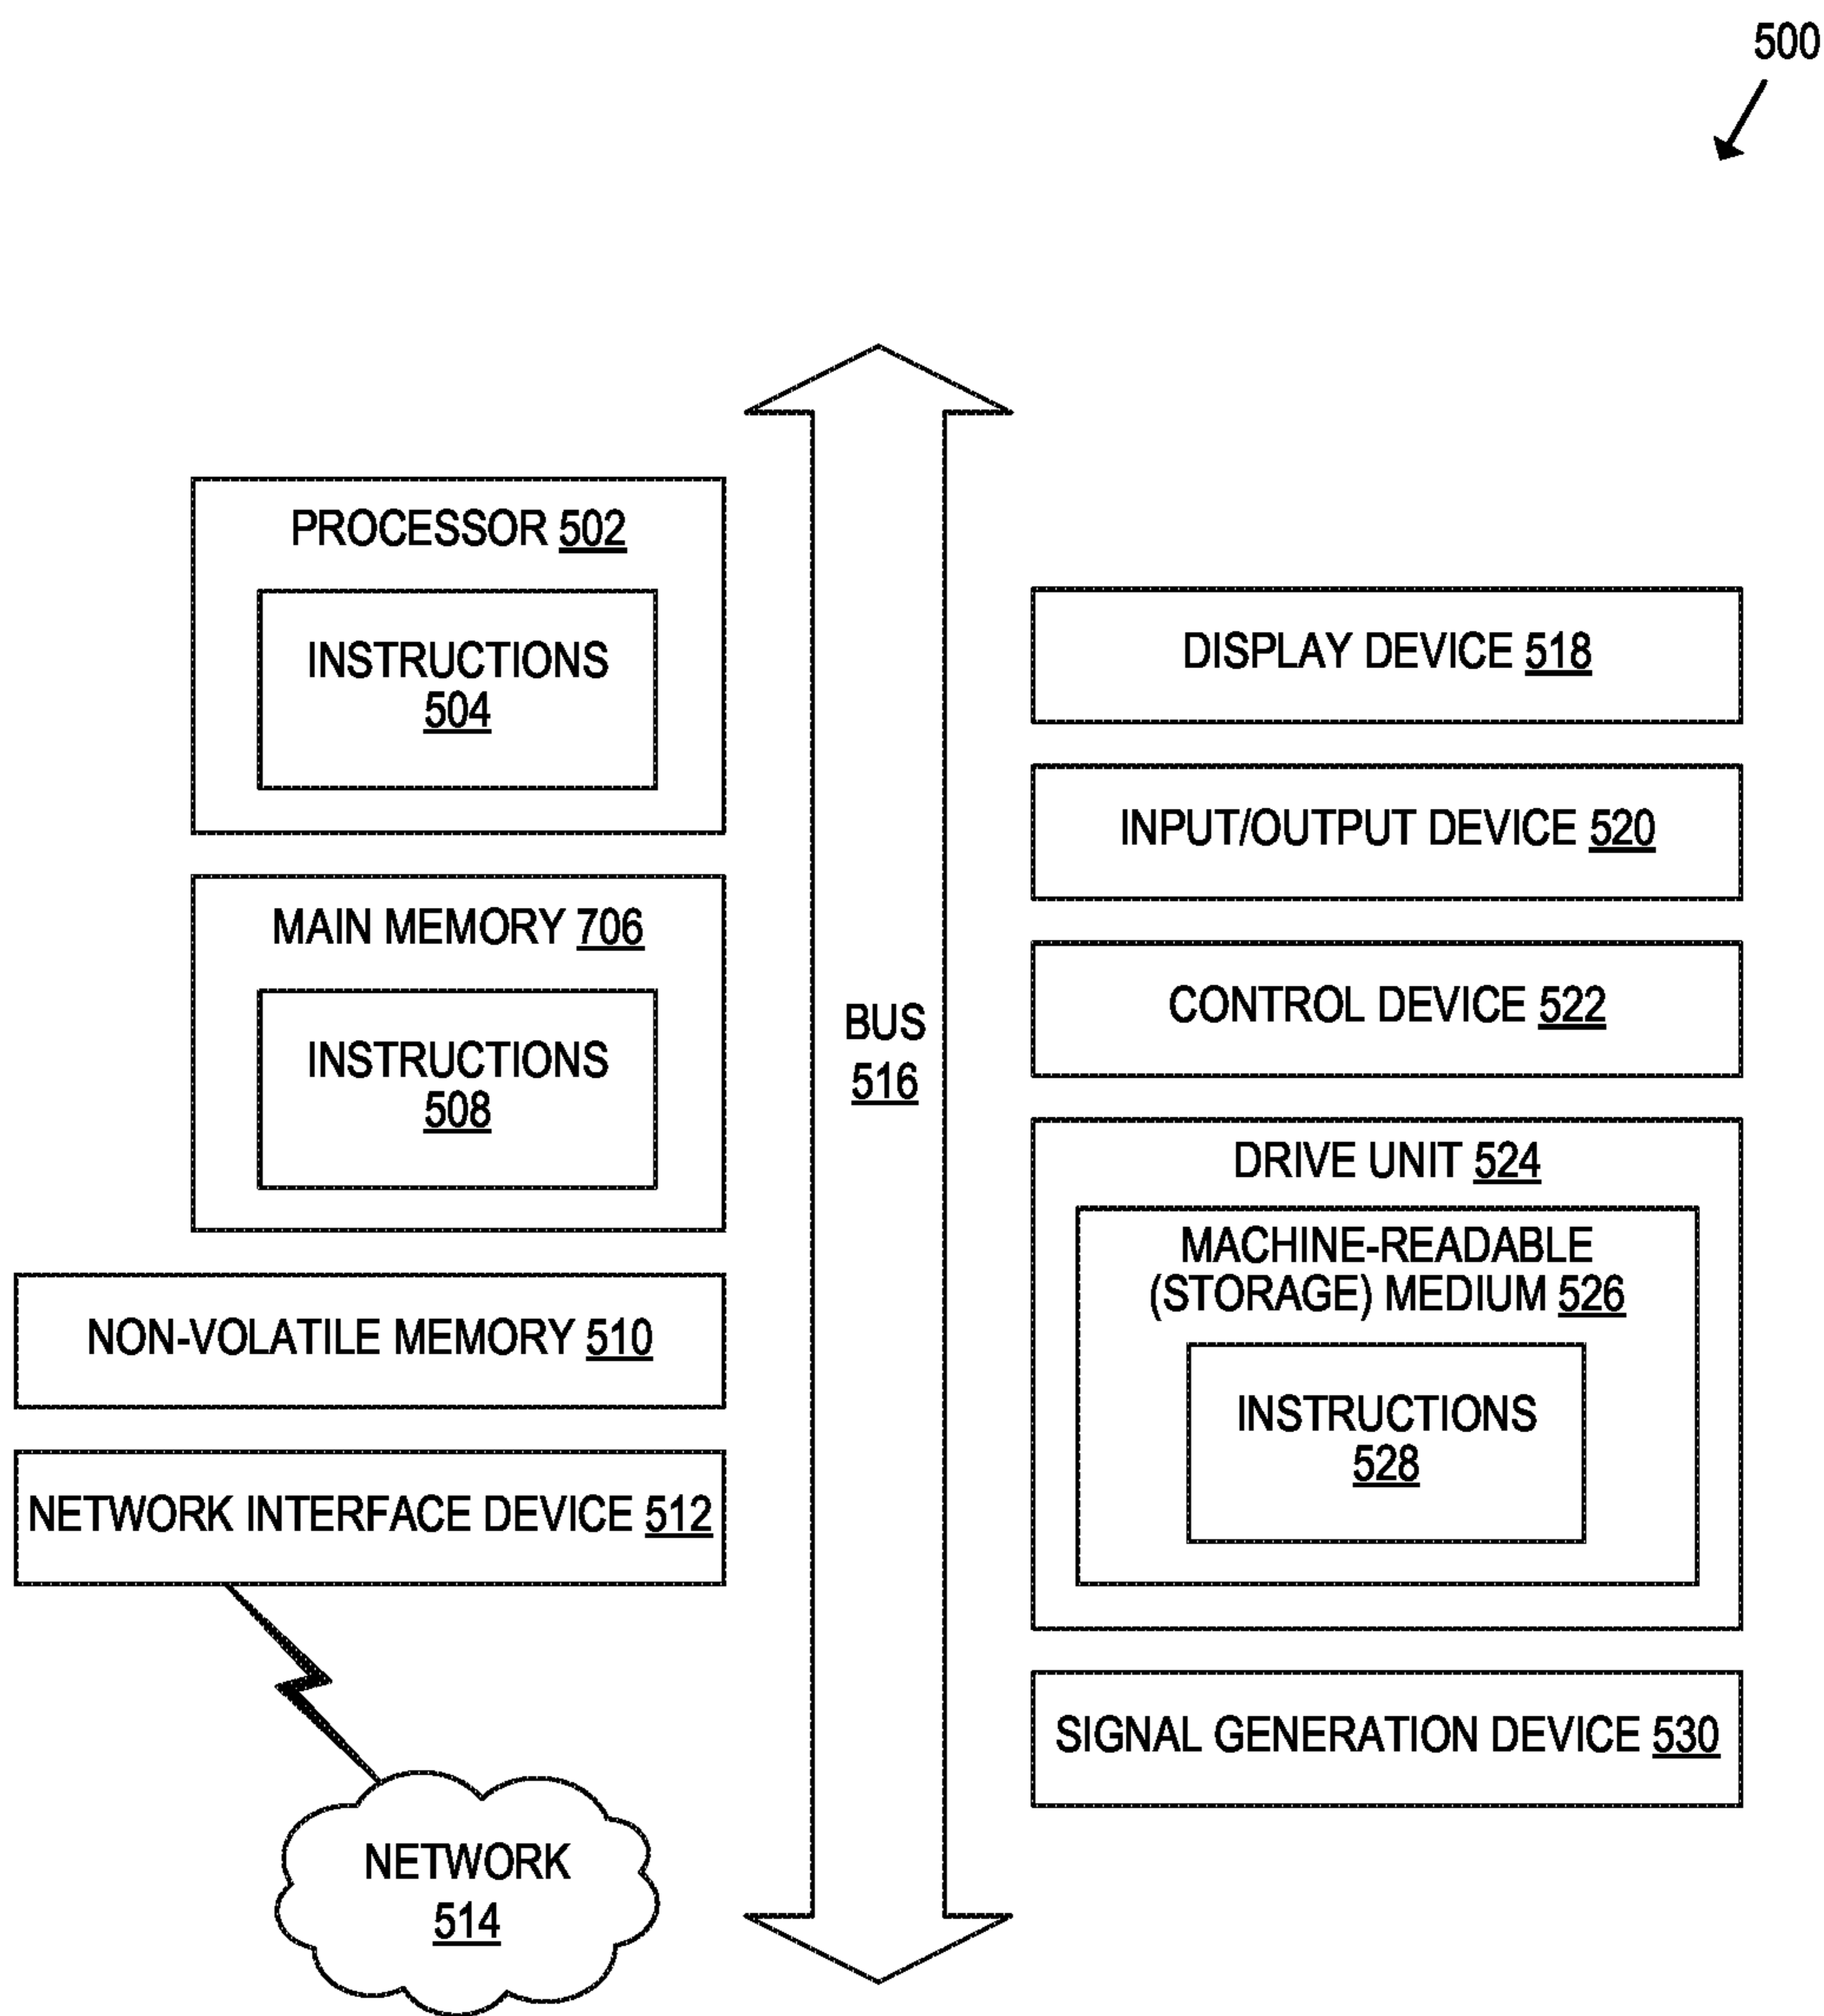 500
PROCESSOR 502
INSTRUCTIONS
504
MAIN MEMORY 706
INSTRUCTIONS
508
NON-VOLATILE MEMORY 510
NETWORK INTERFACE DEVICE 512
NETWORK
514
BUS
516
DISPLAY DEVICE 518
INPUT/OUTPUT DEVICE 520
CONTROL DEVICE 522
DRIVE UNIT 524
MACHINE-READABLE
(STORAGE) MEDIUM 526
INSTRUCTIONS
528
SIGNAL GENERATION DEVICE 530